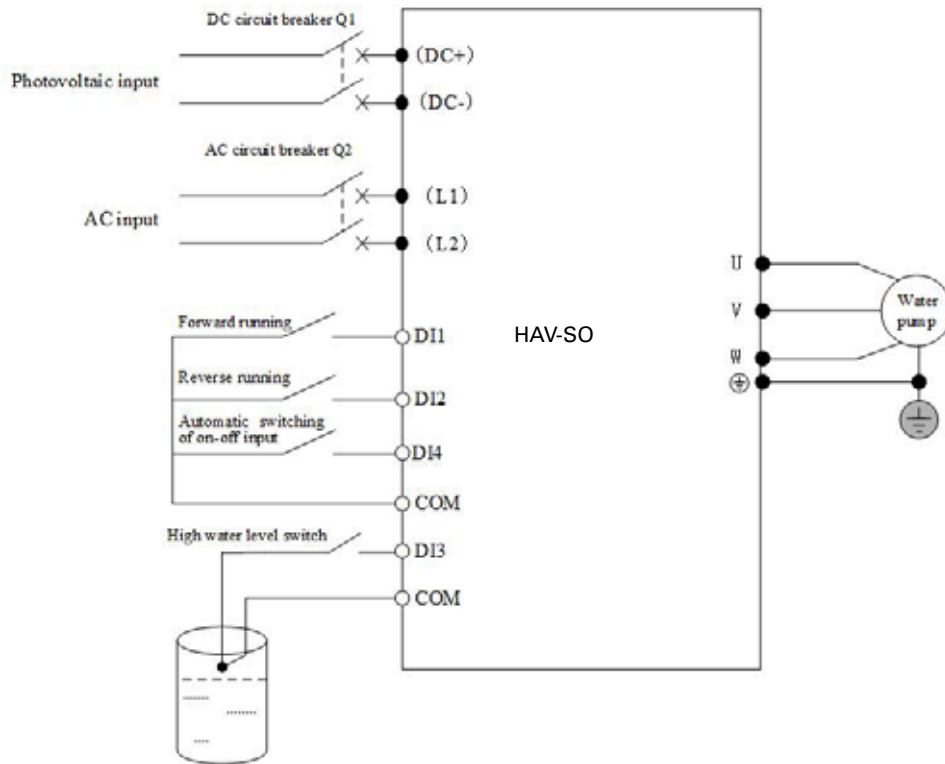 DC circuit breaker Q1
(DC+)
Photovoltaic input
(DC-)
AC circuit breaker Q2
(L1)
AC input
(L2)
U
Water
pump
V
Forward running
DI1
HAV-SO
W
Reverse running
DI2
Automatic switching
of on-off input
DI4
COM
High water level switch
DI3
COM